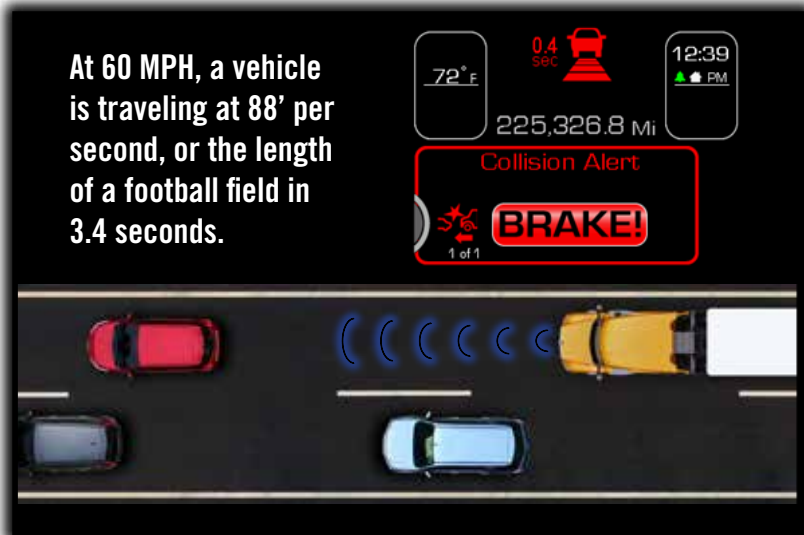 At 60 MPH, a vehicle
is traveling at 88’ per
second, or the length
of a football field in
3.4 seconds.
0.4
sec
72°F
12:39
PM
225,326.8 Mi
Collision Alert
BRAKE!
1 of 1